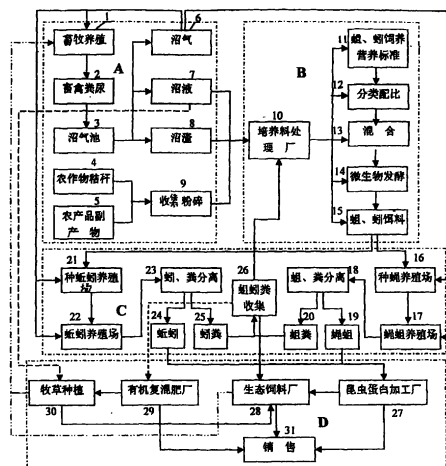 1
畜牧养殖
2
畜禽粪尿
3
沼气池
4
农作物秸秆
5
农产品副
产 物
A
6
沼气
7
沼液
8
沼渣
9
粉碎
B
10
培养料处
理 厂
11
蛆、蚓饲养
营养标准
12
分类配比
13
混 合
14
微生物发酵
15
蛆、蚓饵料
21
种蚯蚓养殖
场
22
蚯蚓养殖场
C
23
蚓、粪分离
24
蚯蚓
25
蚓粪
26
蛆蚓粪
收集
蛆、粪分离
18
20
蛆粪
19
蝇蛆
16
种蝇养殖场
17
蝇蛆养殖场
牧草种植
30
有机复混肥厂
29
生态饲料厂
28
昆虫蛋白加工厂
27
D
31
销 售